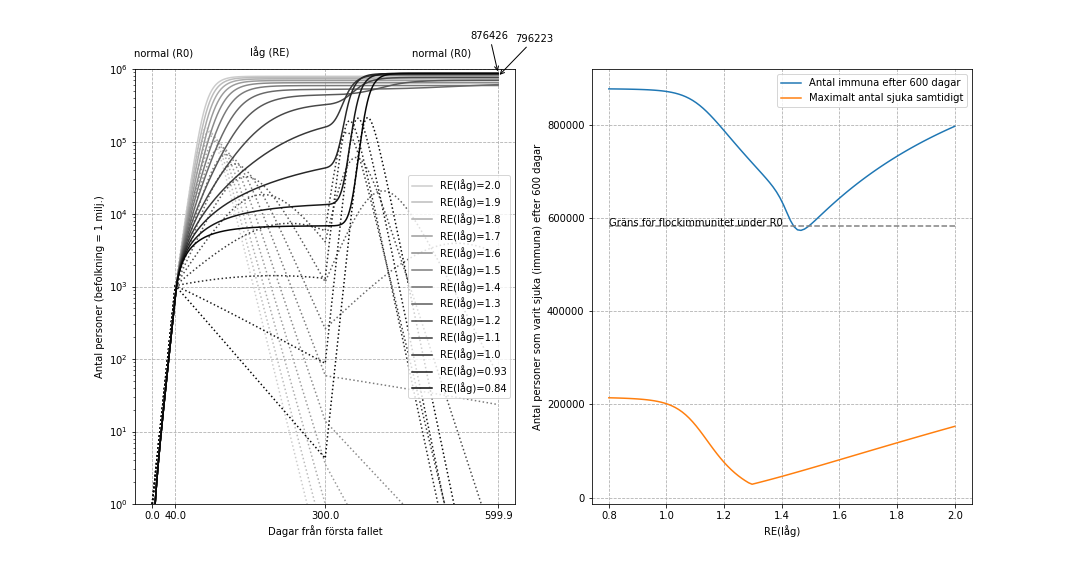 876426
796223
normal (R0)
låg (RE)
normal (R0)
Antal personer (befolkning = 1 milj.)
10^6
10^5
10^4
10^3
10^2
10^1
10^0
RE(låg)=2.0
RE(låg)=1.9
RE(låg)=1.8
RE(låg)=1.7
RE(låg)=1.6
RE(låg)=1.5
RE(låg)=1.4
RE(låg)=1.3
RE(låg)=1.2
RE(låg)=1.1
RE(låg)=1.0
RE(låg)=0.93
RE(låg)=0.84
0.0 40.0 300.0 599.9
Dagar från första fallet
Antal personer som varit sjuka (immuna) efter 600 dagar
800000
600000
400000
200000
0
Antal immuna efter 600 dagar
Maximalt antal sjuka samtidigt
Gräns för flockimmunitet under R0
0.8 1.0 1.2 1.4 1.6 1.8 2.0
RE(låg)